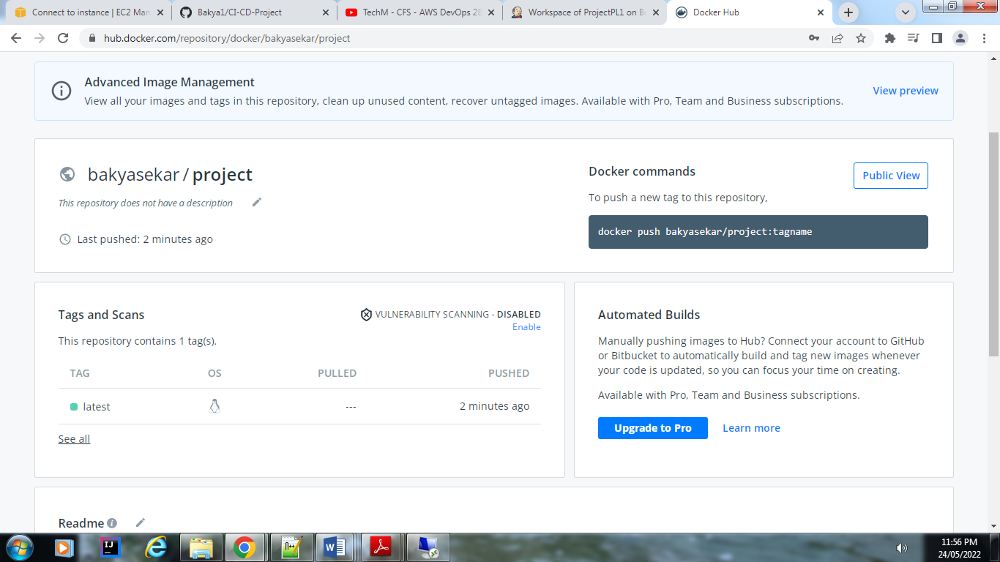 Connect to instance | EC2 Man
Bakya1/CI-CD-Project
TechM - CFS - AWS DevOps 2B
Workspace of ProjectPL1 on B
Docker Hub
hub.docker.com/repository/docker/bakyasekar/project
Advanced Image Management
View all your images and tags in this repository, clean up unused content, recover untagged images. Available with Pro, Team and Business subscriptions.
View preview
bakyasekar / project
This repository does not have a description
Last pushed: 2 minutes ago
Docker commands
Public View
To push a new tag to this repository,
docker push bakyasekar/project:tagname
Tags and Scans
VULNERABILITY SCANNING - DISABLED
Enable
This repository contains 1 tag(s).
TAG OS PULLED PUSHED
latest --- 2 minutes ago
See all
Automated Builds
Manually pushing images to Hub? Connect your account to GitHub
or Bitbucket to automatically build and tag new images whenever
your code is updated, so you can focus your time on creating.
Available with Pro, Team and Business subscriptions.
Upgrade to Pro
Learn more
Readme
11:56 PM
24/05/2022